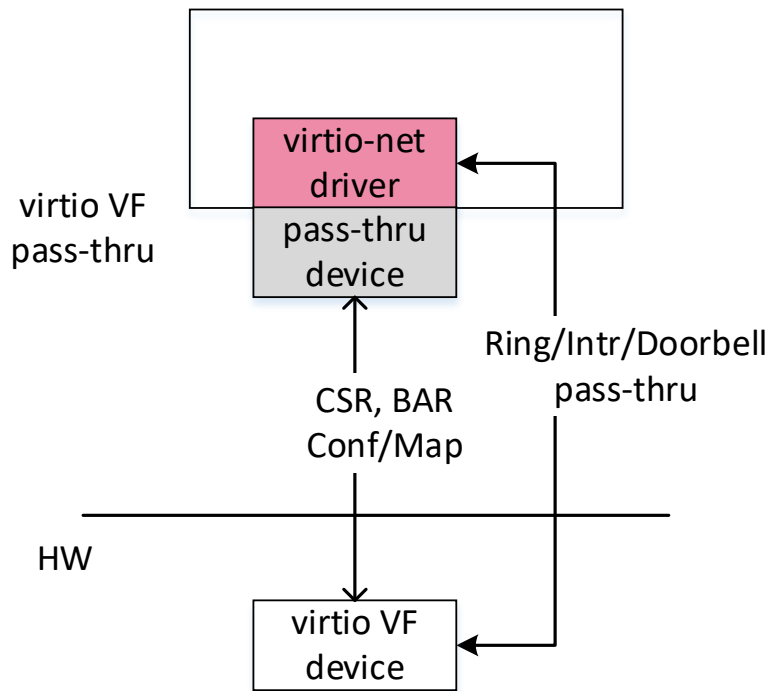 virtio-net
driver
virtio VF
pass-thru
pass-thru
device
Ring/Intr/Doorbell
pass-thru
CSR, BAR
Conf/Map
HW
virtio VF
device